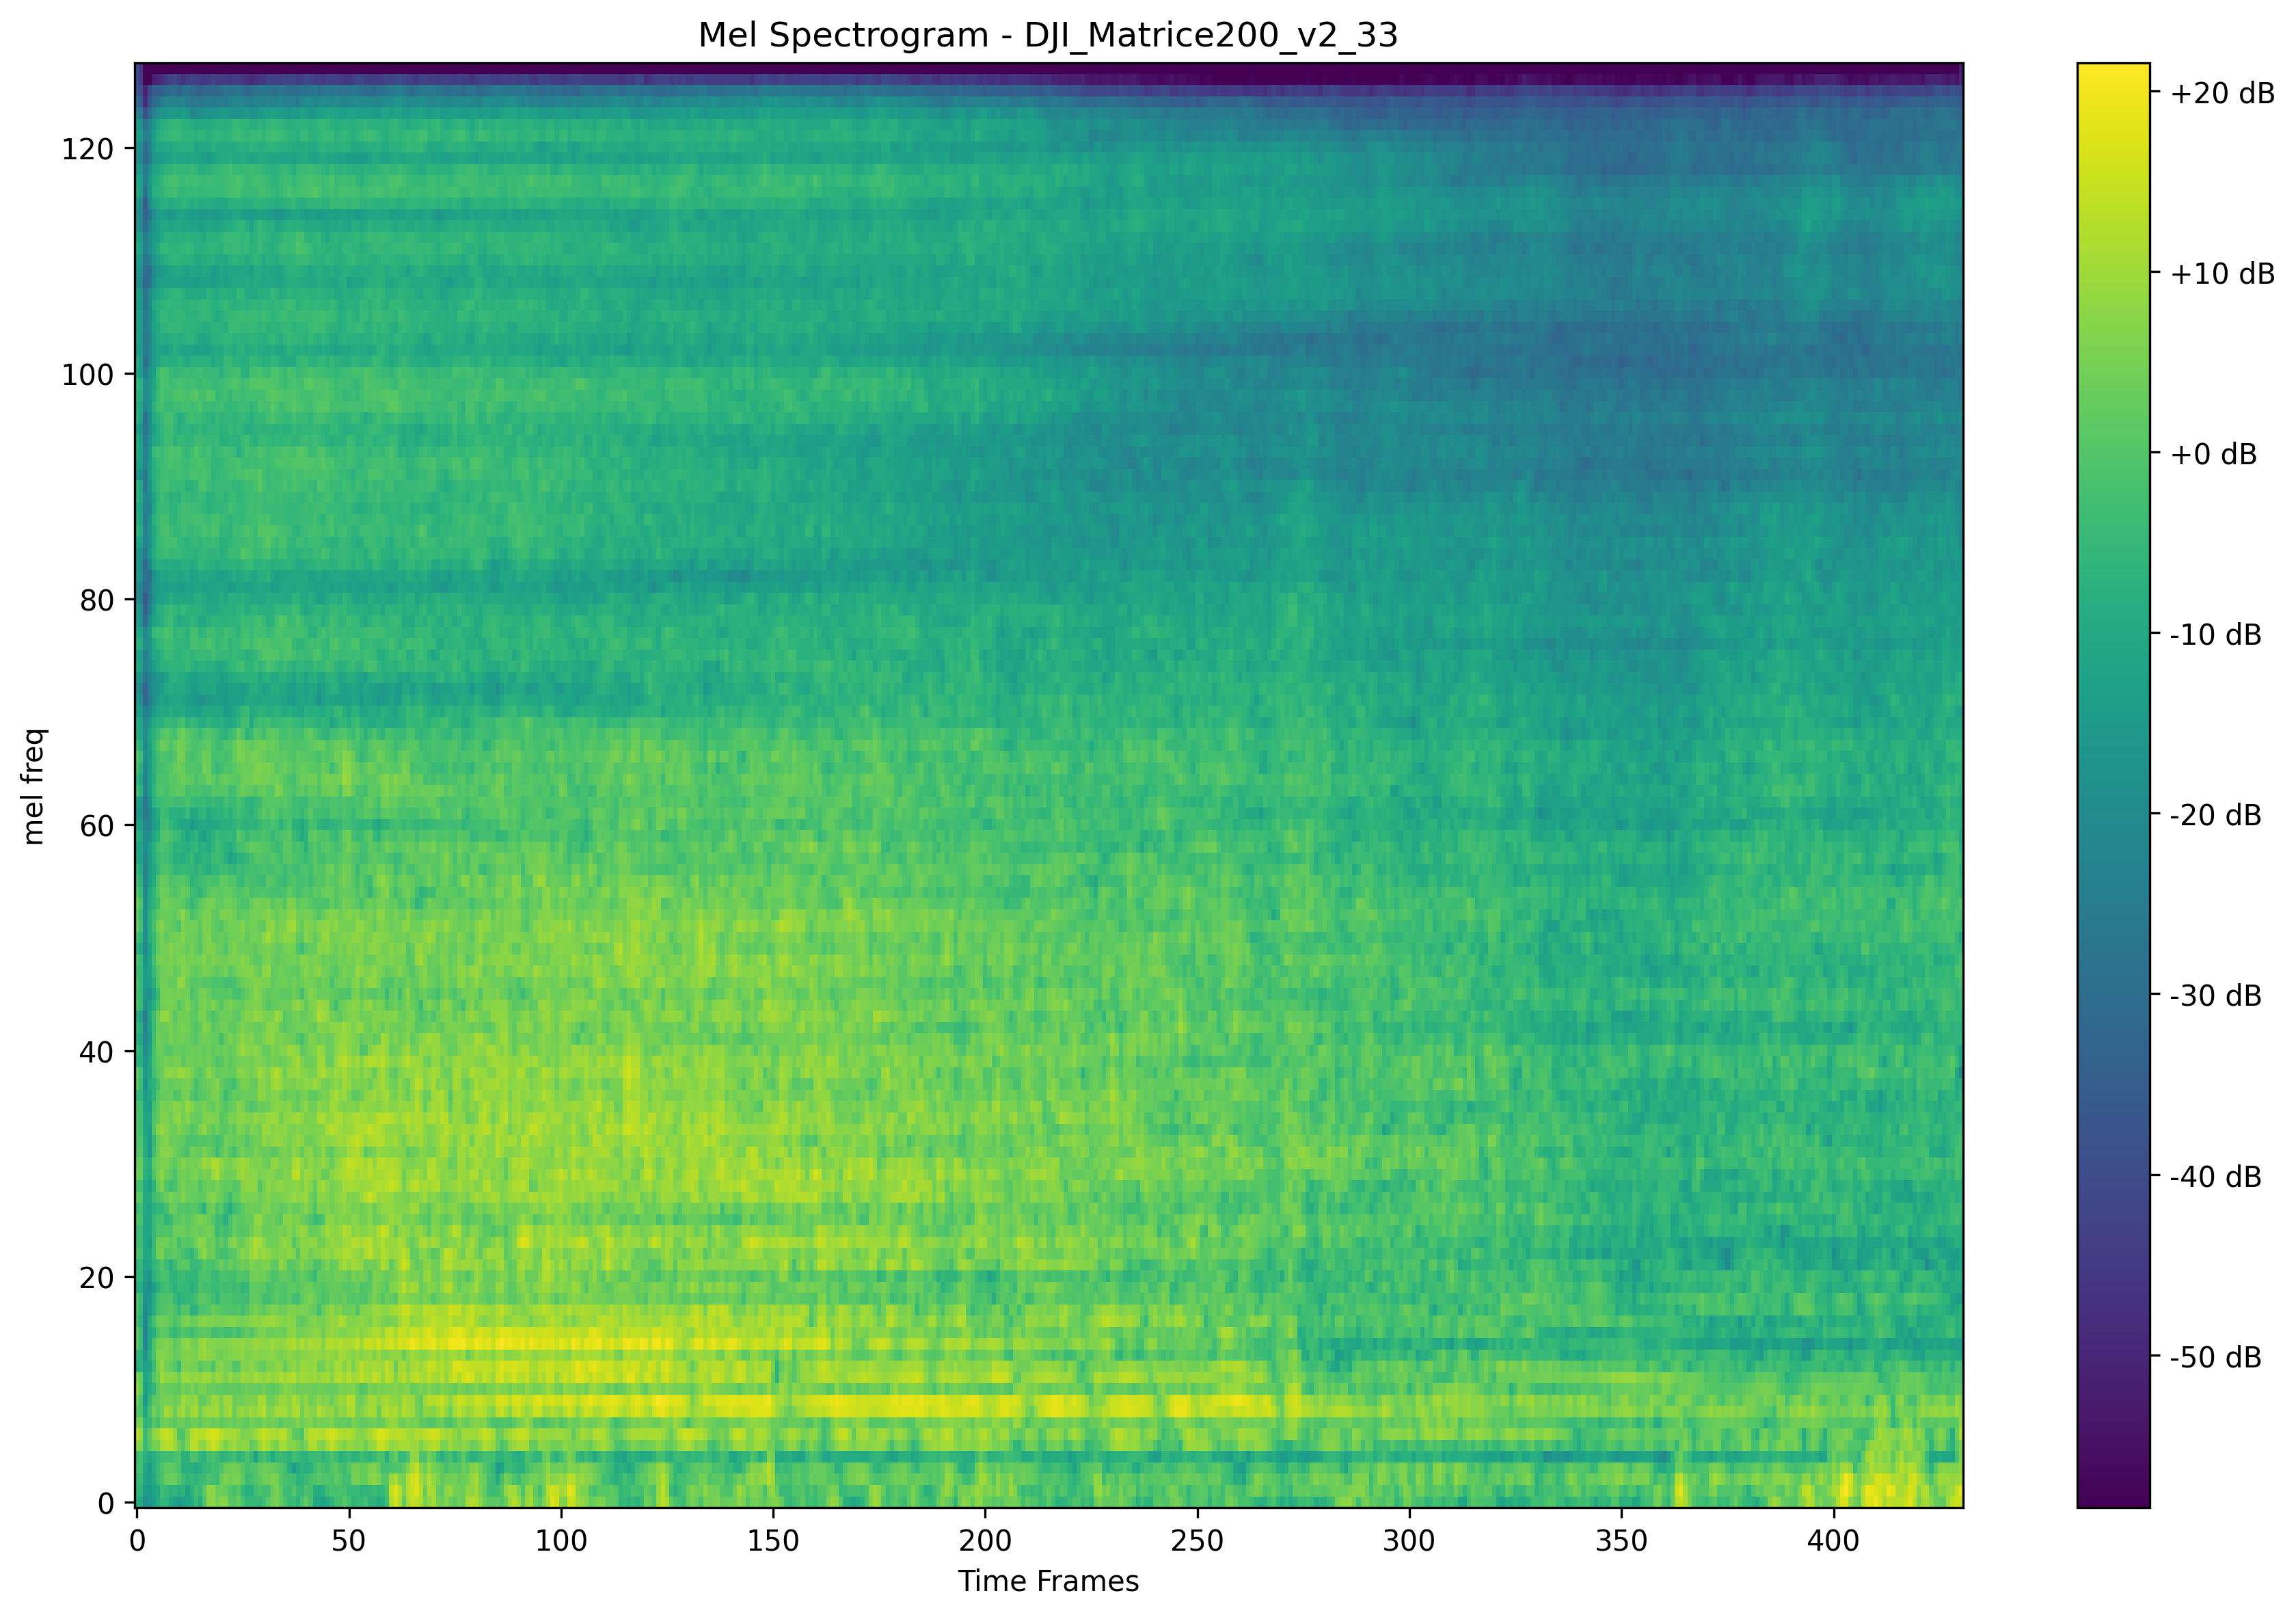 Mel Spectrogram - DJI_Matrice200_v2_33
mel freq
120
100
80
60
40
20
0
0 50 100 150 200 250 300 350 400
Time Frames
+20 dB
+10 dB
+0 dB
-10 dB
-20 dB
-30 dB
-40 dB
-50 dB